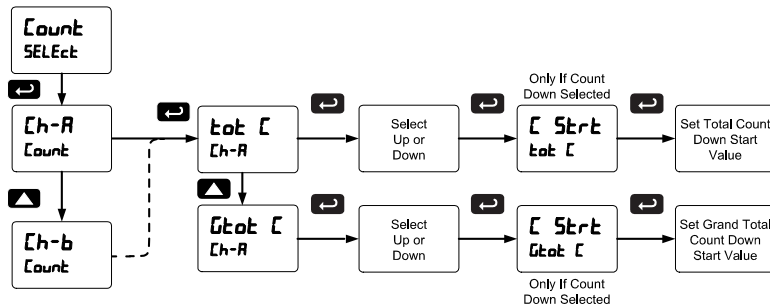 Count
SELEct
Only If Count
Down Selected
Ch-A
Count
tot C
Ch-A
Select
Up or
Down
C Strt
tot C
Set Total Count
Down Start
Value
Ch-b
Count
Gtot C
Ch-A
Select
Up or
Down
C Strt
Gtot C
Set Grand Total
Count Down
Start Value
Only If Count
Down Selected